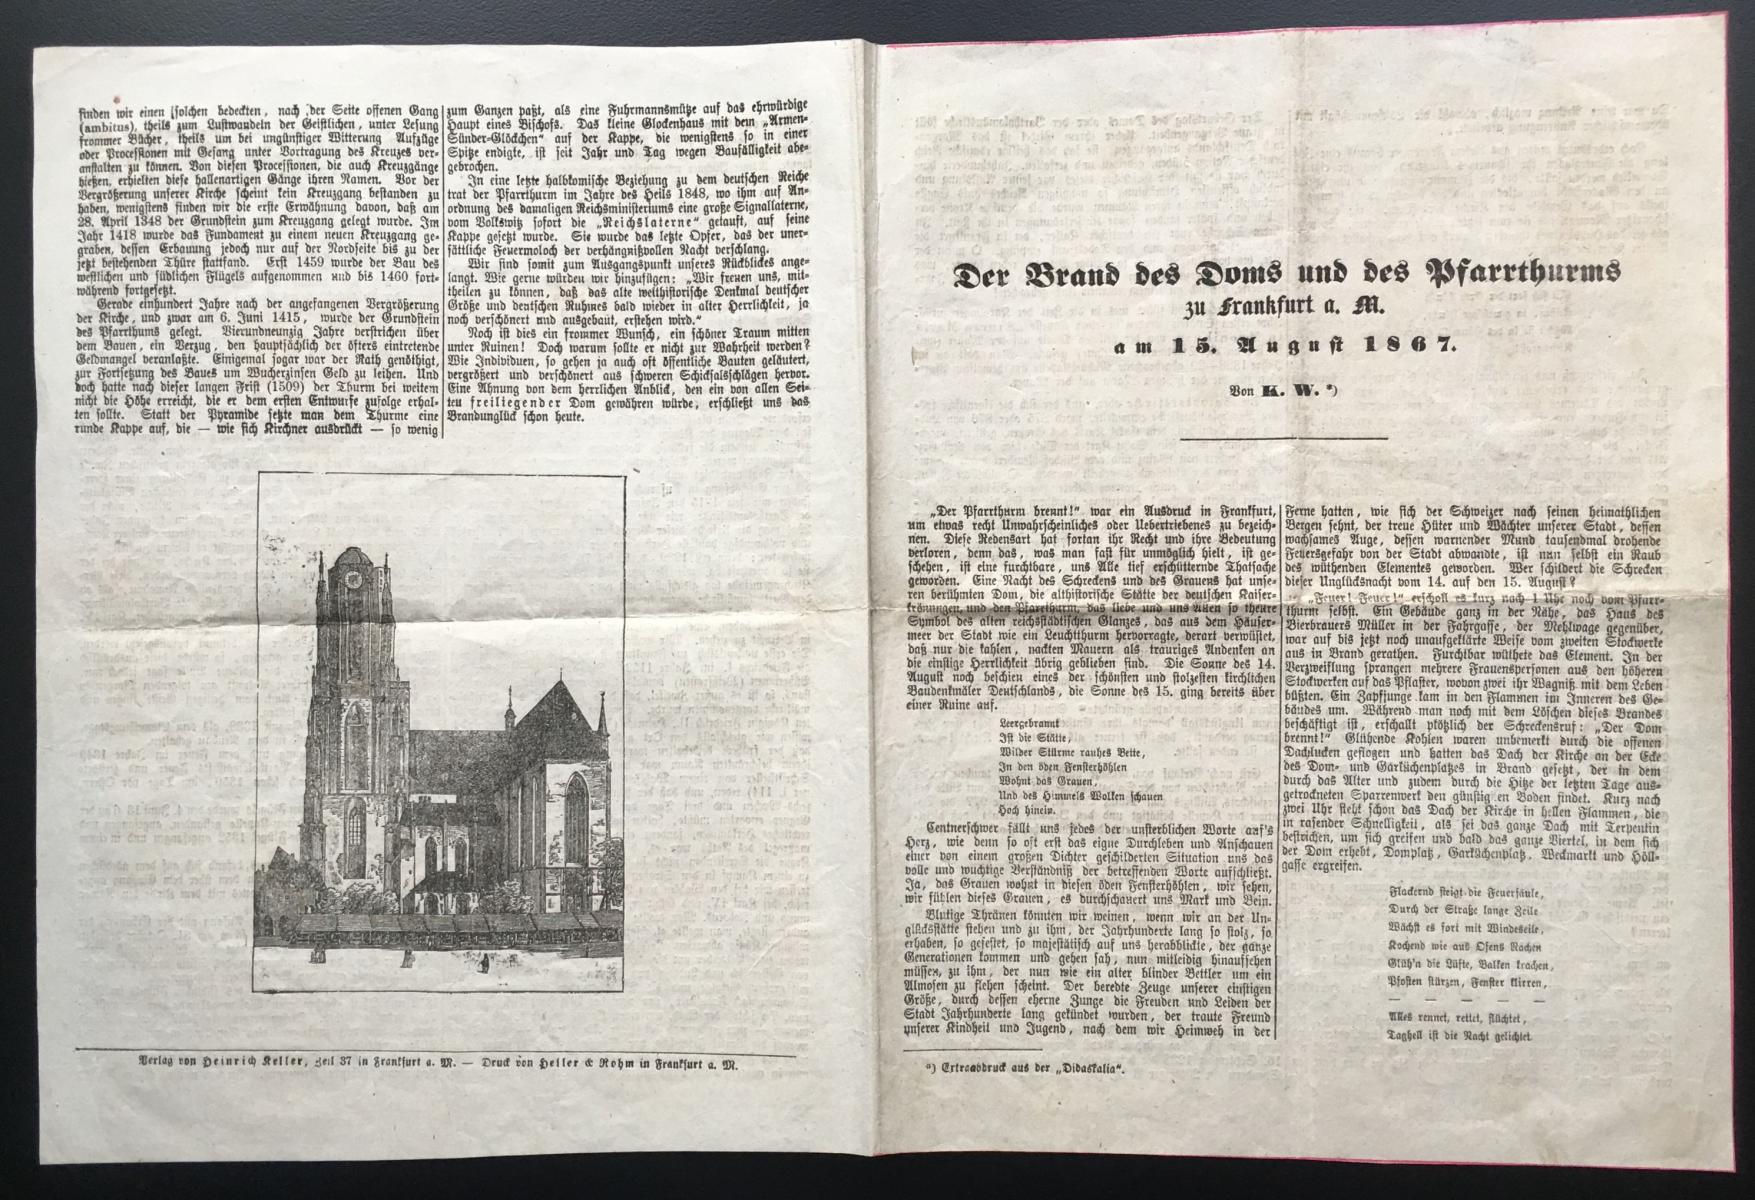 finden wir einen solchen bedeckten, nach der Seite offenen Gang
(ambitus), theils zum Lustwandeln der Geistlichen, unter Lesung
frommer Bücher, theils um bei ungünstiger Witterung Aufzüge
oder Processionen mit Gesang unter Vortragung des Kreuzes ver-
anstalten zu können. Von diesen Processionen, die auch Kreuzgänge
hießen, erhielten diese hallenartigen Gänge ihren Namen. Vor der
Vergrößerung unserer Kirche scheint kein Kreuzgang bestanden zu
haben, wenigstens finden wir die erste Erwähnung davon, daß am
28. April 1348 der Grundstein zum Kreuzgang gelegt wurde. Im
Jahr 1418 wurde das Fundament zu einem neuen Kreuzgang ge-
graben, dessen Erbauung jedoch nur auf der Nordseite bis zu der
jetzt bestehenden Thüre stattfand. Erst 1459 wurde der Bau des
westlichen und südlichen Flügels aufgenommen und bis 1460 fort-
während fortgesetzt.
Gerade einhundert Jahre nach der angefangenen Vergrößerung
der Kirche, und zwar am 6. Juni 1415, wurde der Grundstein
des Pfarrthums gelegt. Vierundneunzig Jahre verstrichen über
dem Bauen, ein Verzug, den hauptsächlich der öfters eintretende
Geldmangel veranlaßte. Einigemal sogar war der Rath genöthigt,
zur Fortsetzung des Baues um Wucherzinsen Geld zu leihen. Und
doch hatte nach dieser langen Frist (1509) der Thurm bei weitem
nicht die Höhe erreicht, die er dem ersten Entwurfe zufolge erhal-
ten sollte. Statt der Pyramide setzte man dem Thurme eine
runde Kappe auf, die — wie sich Kirchner ausdrückt — so wenig
zum Ganzen paßt, als eine Fuhrmannsmütze auf das ehrwürdige
Haupt eines Bischofs. Das kleine Glockenhaus mit dem „Armen-
Sünder-Glöckchen“ auf der Kappe, die wenigstens so in einer
Spitze endigte, ist seit Jahr und Tag wegen Baufälligkeit abe-
gebrochen.
In eine letzte halbkomische Beziehung zu dem deutschen Reiche
trat der Pfarrthurm im Jahre des Heils 1848, wo ihm auf An-
ordnung des damaligen Reichsministeriums eine große Signallaterne,
vom Volkswitz sofort die „Reichslaterne“ getauft, auf seine
Kappe gesetzt wurde. Sie wurde das letzte Opfer, das der uner-
sättliche Feuermoloch der verhängnißvollen Nacht verschlang.
Wir sind somit zum Ausgangspunkt unseres Rückblickes ange-
langt. Wie gerne würden wir hinzufügen: „Wir freuen uns, mit-
theilen zu können, daß das alte welthistorische Denkmal deutscher
Größe und deutschen Ruhmes bald wieder in alter Herrlichkeit, ja
noch verschönert und ausgebaut, erstehen wird.“
Noch ist dies ein frommer Wunsch, ein schöner Traum mitten
unter Ruinen! Doch warum sollte er nicht zur Wahrheit werden?
Wie Individuen, so gehen ja auch oft öffentliche Bauten geläutert,
vergrößert und verschönert aus schweren Schicksalsschlägen hervor.
Eine Ahnung von dem herrlichen Anblick, den ein von allen Sei-
ten freiliegender Dom gewähren würde, erschließt uns das
Brandunglück schon heute.
Verlag von Heinrich Keller, Zeil 37 in Frankfurt a. M. — Druck von Heller & Rohm in Frankfurt a. M.
Der Brand des Doms und des Pfarrthurms
zu Frankfurt a. M.
am 15. August 1867.
Von K. W. *)
„Der Pfarrthurm brennt!“ war ein Ausdruck in Frankfurt,
um etwas recht Unwahrscheinliches oder Uebertriebenes zu bezeich-
nen. Diese Redensart hat fortan ihr Recht und ihre Bedeutung
verloren, denn das, was man fast für unmöglich hielt, ist ge-
schehen, ist eine furchtbare, uns Alle tief erschütternde Thatsache
geworden. Eine Nacht des Schreckens und des Grauens hat unse-
ren berühmten Dom, die althistorische Stätte der deutschen Kaiser-
krönungen, und den Pfarrthurm, das liebe und uns Allen so theure
Symbol des alten reichsstädtischen Glanzes, das aus dem Häuser-
meer der Stadt wie ein Leuchtthurm hervorragte, derart verwüstet,
daß nur die kahlen, nackten Mauern als trauriges Andenken an
die einstige Herrlichkeit übrig geblieben sind. Die Sonne des 14.
August noch beschien eines der schönsten und stolzesten kirchlichen
Baudenkmäler Deutschlands, die Sonne des 15. ging bereits über
einer Ruine auf.
Leergebrannt
Ist die Stätte,
Wilder Stürme rauhes Bette,
In den öden Fensterhöhlen
Wohnt das Grauen,
Und des Himmels Wolken schauen
Hoch hinein.
Centnerschwer fällt uns jedes der unsterblichen Worte auf's
Herz, wie denn so oft erst das eigne Durchleben und Anschauen
einer von einem großen Dichter geschilderten Situation uns das
volle und wuchtige Verständniß der betreffenden Worte aufschließt.
Ja, das Grauen wohnt in diesen öden Fensterhöhlen, wir sehen,
wir fühlen dieses Grauen, es durchschauert uns Mark und Bein.
Blutige Thränen könnten wir weinen, wenn wir an der Un-
glücksstätte stehen und zu ihm, der Jahrhunderte lang so stolz, so
erhaben, so gefestet, so majestätisch auf uns herabblickte, der ganze
Generationen kommen und gehen sah, nun mitleidig hinaufsehen
müssen, zu ihm, der nun wie ein alter blinder Bettler um ein
Almosen zu flehen scheint. Der beredte Zeuge unserer einstigen
Größe, durch dessen eherne Zunge die Freuden und Leiden der
Stadt Jahrhunderte lang gekündet wurden, der traute Freund
unserer Kindheit und Jugend, nach dem wir Heimweh in der
*) Extraabdruck aus der „Didaskalia“.
Ferne hatten, wie sich der Schweizer nach seinen heimathlichen
Bergen sehnt, der treue Hüter und Wächter unserer Stadt, dessen
wachsames Auge, dessen warnender Mund tausendmal drohende
Feuersgefahr von der Stadt abwandte, ist nun selbst ein Raub
des wüthenden Elementes geworden. Wer schildert die Schrecken
dieser Unglücksnacht vom 14. auf den 15. August?
„Feuer! Feuer!“ erscholl es kurz nach 1 Uhr noch vom Pfarr-
thurm selbst. Ein Gebäude ganz in der Nähe, das Haus des
Bierbrauers Müller in der Fahrgasse, der Mehlwage gegenüber,
war auf bis jetzt noch unaufgeklärte Weise vom zweiten Stockwerke
aus in Brand gerathen. Furchtbar wüthete das Element. In der
Verzweiflung sprangen mehrere Frauenspersonen aus den höheren
Stockwerken auf das Pflaster, wovon zwei ihr Wagniß mit dem Leben
büßten. Ein Zapfjunge kam in den Flammen im Inneren des Ge-
bäudes um. Während man noch mit dem Löschen dieses Brandes
beschäftigt ist, erschallt plötzlich der Schreckensruf: „Der Dom
brennt!“ Glühende Kohlen waren unbemerkt durch die offenen
Dachlucken geflogen und hatten das Dach der Kirche an der Ecke
des Dom- und Garküchenplatzes in Brand gesetzt, der in dem
durch das Alter und zudem durch die Hitze der letzten Tage aus-
getrockneten Sparrenwerk den günstigsten Boden findet. Kurz nach
zwei Uhr steht schon das Dach der Kirche in hellen Flammen, die
in rasender Schnelligkeit, als sei das ganze Dach mit Terpentin
bestrichen, um sich greifen und bald das ganze Viertel, in dem sich
der Dom erhebt, Domplatz, Garküchenplatz, Weckmarkt und Höll-
gasse ergreifen.
Flackernd steigt die Feuersäule,
Durch der Straße lange Zeile
Wächst es fort mit Windeseile,
Kochend wie aus Ofens Rachen
Glüh'n die Lüfte, Balken krachen,
Pfosten stürzen, Fenster klirren,
— — — — —
Alles rennet, rettet, flüchtet,
Taghell ist die Nacht gelichtet.